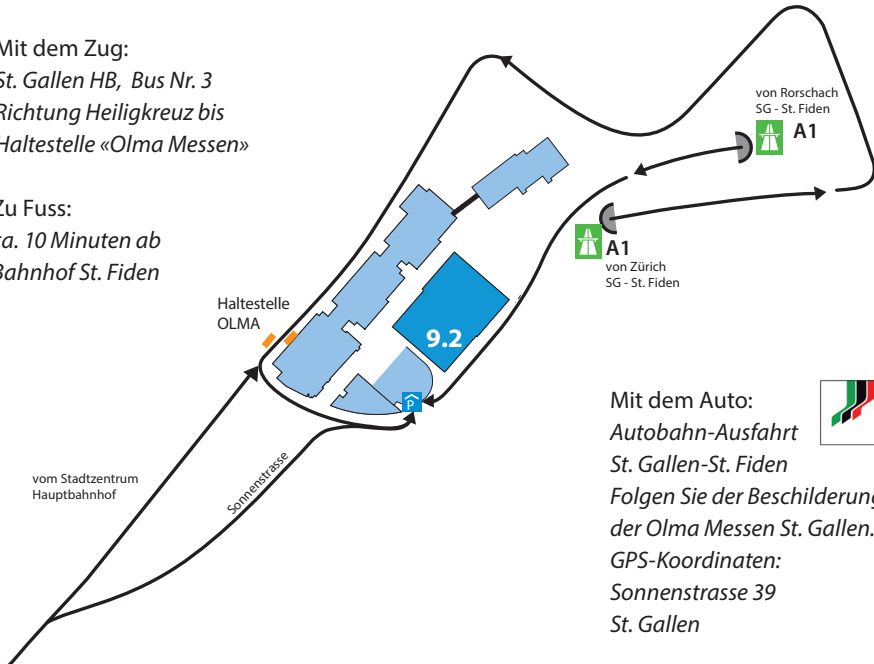 Mit dem Zug:
St. Gallen HB, Bus Nr. 3
Richtung Heiligkreuz bis
Haltestelle «Olma Messen»
Zu Fuss:
ca. 10 Minuten ab
Bahnhof St. Fiden
von Rorschach
SG - St. Fiden
A1
A1
von Zürich
SG - St. Fiden
Haltestelle
OLMA
9.2
P
vom Stadtzentrum
Hauptbahnhof
Sonnenstrasse
Mit dem Auto:
Autobahn-Ausfahrt
St. Gallen-St. Fiden
Folgen Sie der Beschilderung
der Olma Messen St. Gallen.
GPS-Koordinaten:
Sonnenstrasse 39
St. Gallen